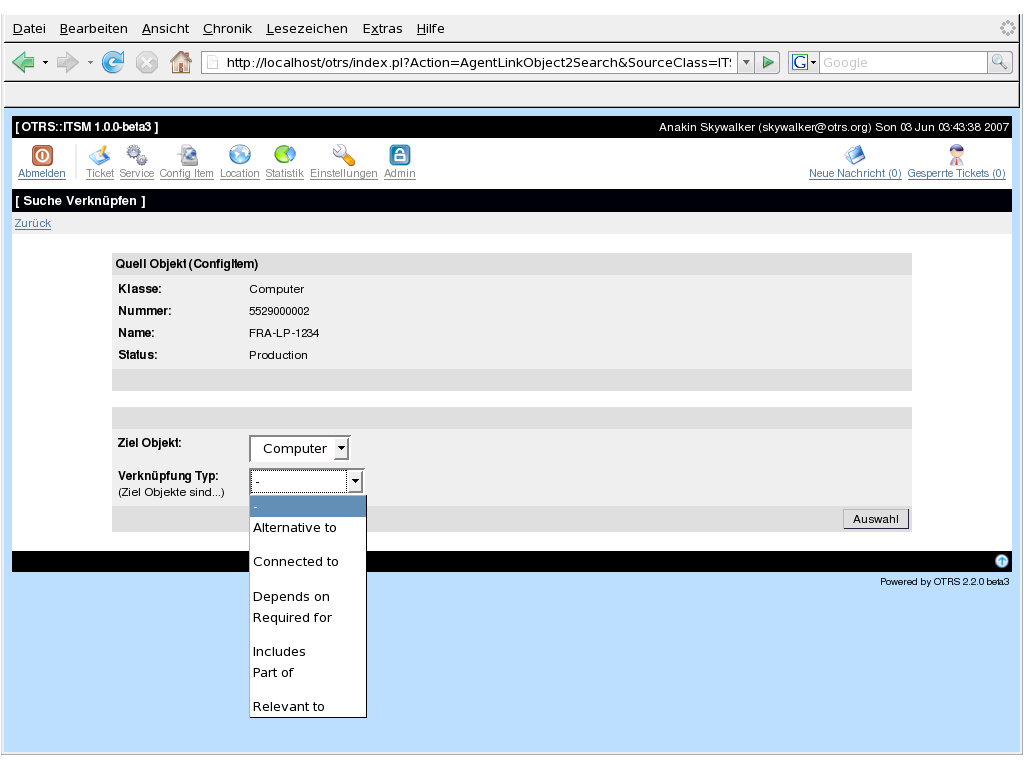 Datei Bearbeiten Ansicht Chronik Lesezeichen Extras Hilfe
http://localhost/otrs/index.pl?Action=AgentLinkObject2Search&SourceClass=IT G Google
[ OTRS::ITSM 1.0.0-beta3 ] Anakin Skywalker (skywalker@otrs.org) Son 03 Jun 03:43:38 2007
Abmelden Ticket Service Config Item Location Statistik Einstellungen Admin Neue Nachricht (0) Gesperrte Tickets (0)
[ Suche Verknüpfen ]
Zurück
Quell Objekt (ConfigItem)
Klasse: Computer
Nummer: 5529000002
Name: FRA-LP-1234
Status: Production
Ziel Objekt: Computer
Verknüpfung Typ: -
(Ziel Objekte sind...)
-
Auswahl
Alternative to
Connected to
Powered by OTRS 2.2.0 beta3
Depends on
Required for
Includes
Part of
Relevant to